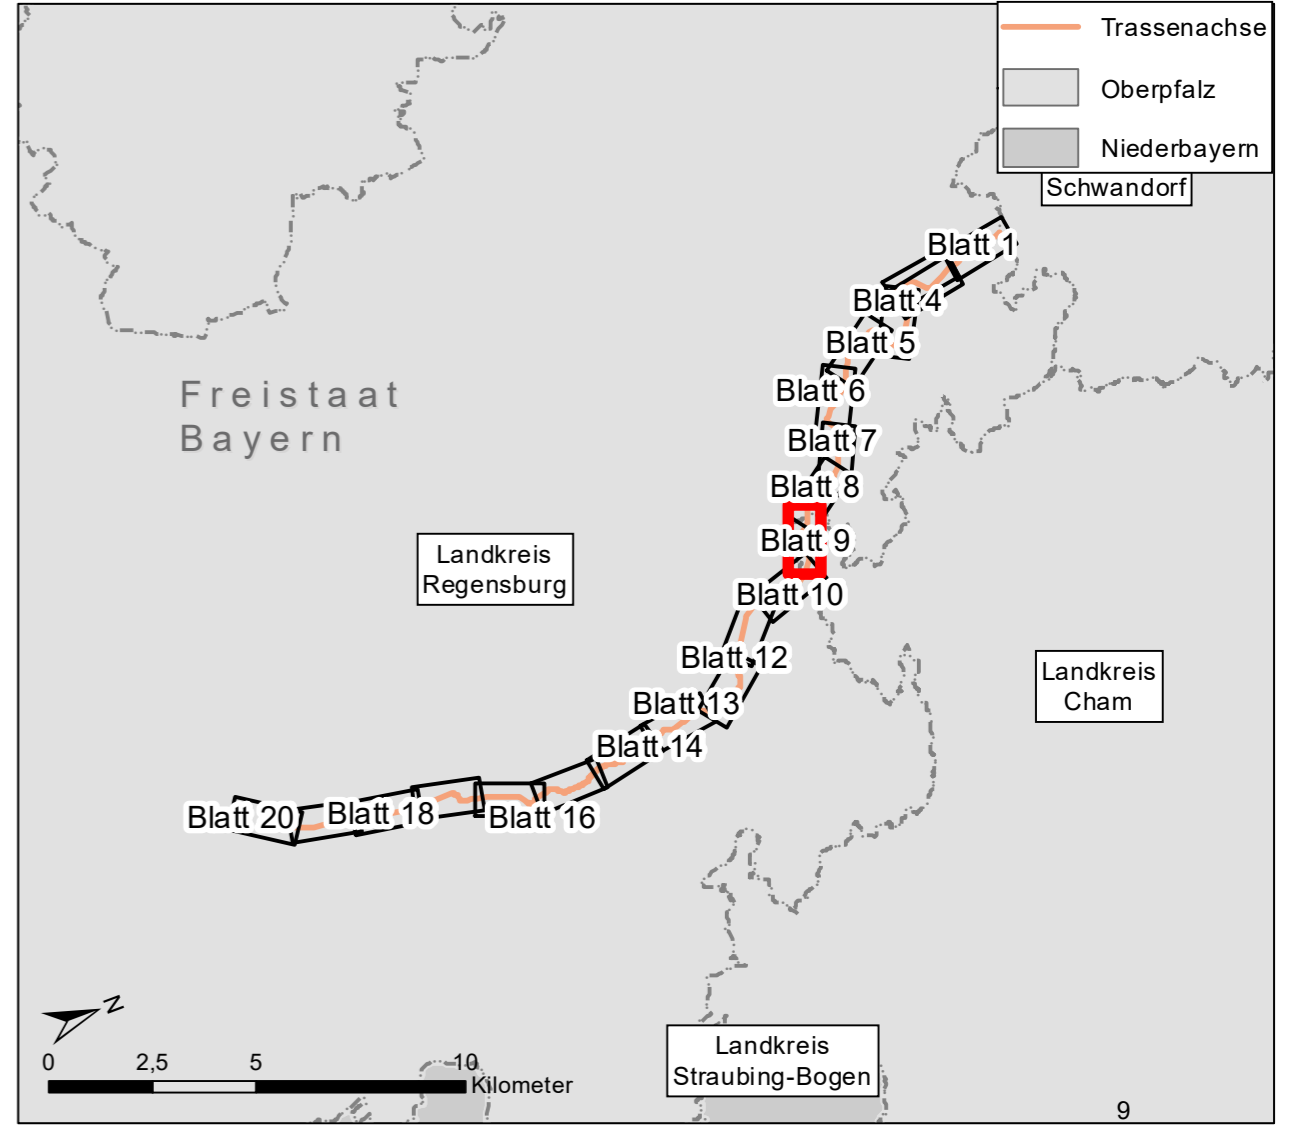 Trassenachse
Oberpfalz
Niederbayern
Schwandorf
Blatt 1
Blatt 4
Blatt 5
Freistaat
Bayern
Blatt 6
Blatt 7
Blatt 8
Blatt 9
Landkreis
Regensburg
Blatt 10
Blatt 12
Landkreis
Cham
Blatt 13
Blatt 14
Blatt 20
Blatt 18
Blatt 16
N
0 2,5 5 10
Kilometer
Landkreis
Straubing-Bogen
9